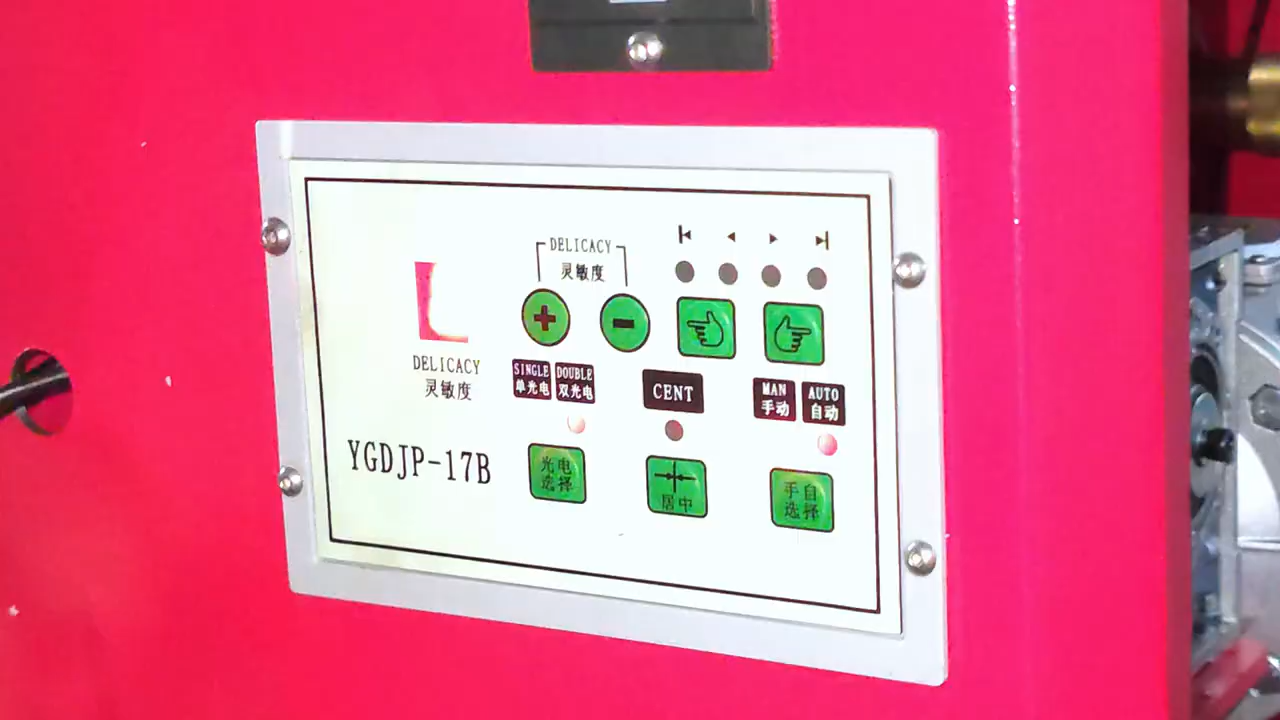 DELICACY
灵敏度
DELICACY
灵敏度
SINGLE
单光电
DOUBLE
双光电
CENT
MAN
手动
AUTO
自动
YGDJP-17B
光电
选择
居中
手自
选择